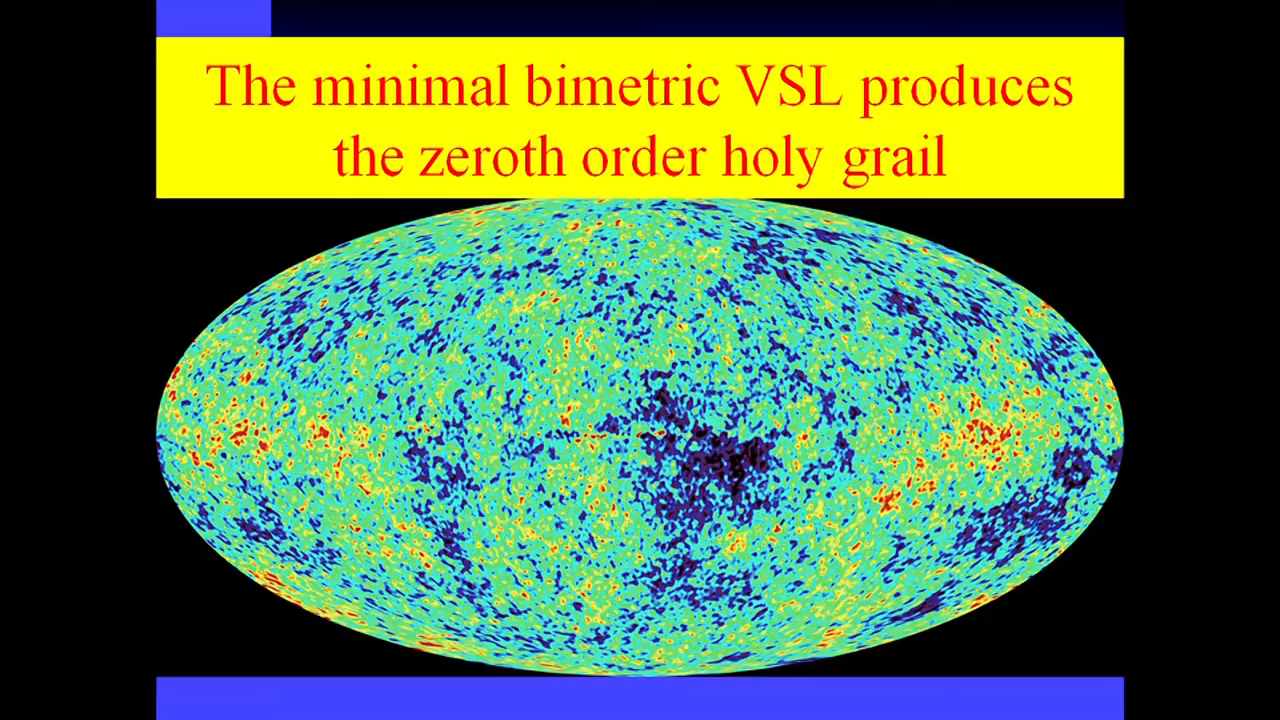 The minimal bimetric VSL produces
the zeroth order holy grail